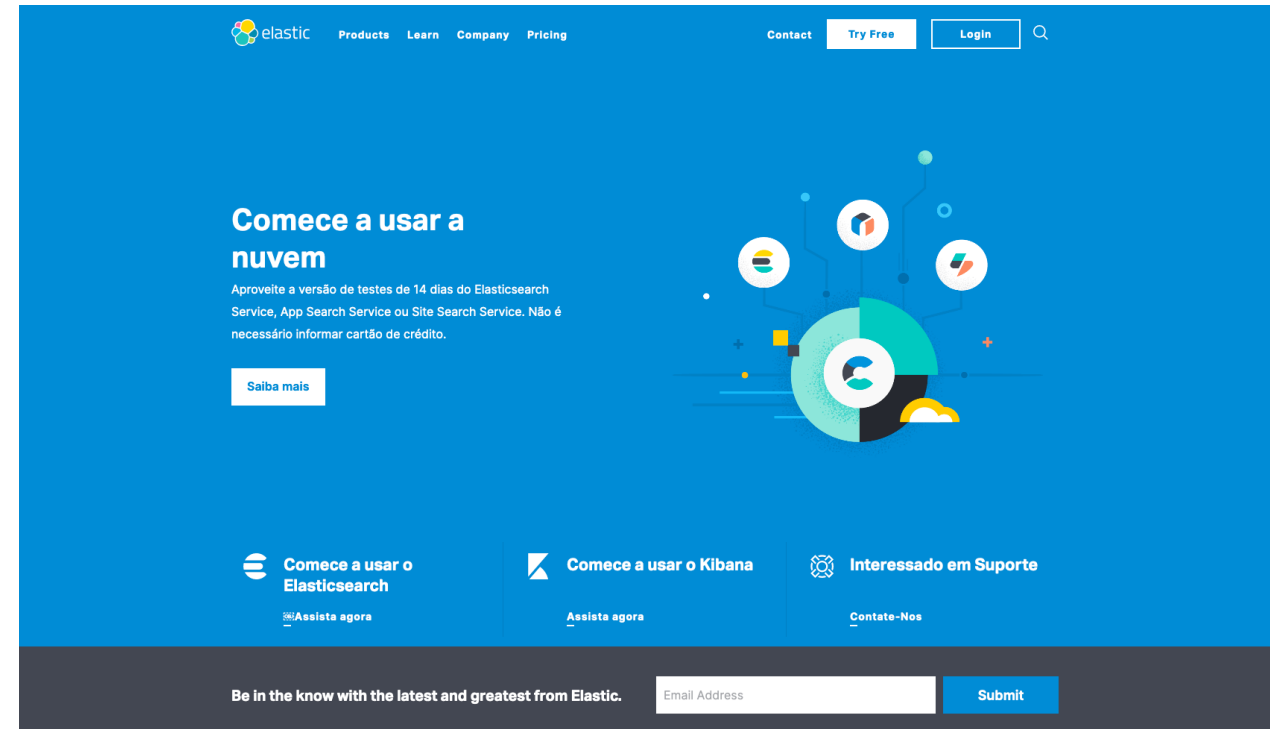 elastic
Products Learn Company Pricing
Contact Try Free Login
Comece a usar a
nuvem
Aproveite a versão de testes de 14 dias do Elasticsearch
Service, App Search Service ou Site Search Service. Não é
necessário informar cartão de crédito.
Saiba mais
Comece a usar o
Elasticsearch
Assista agora
Comece a usar o Kibana
Assista agora
Interessado em Suporte
Contate-Nos
Be in the know with the latest and greatest from Elastic.
Email Address
Submit